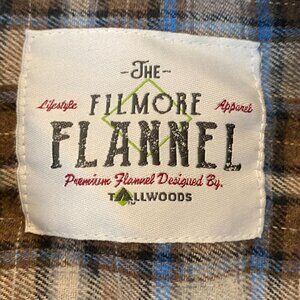 -THE-
Lifestyle FILMORE Apparel
FLANNEL
Premium Flannel Designed By,
TALLWOODS